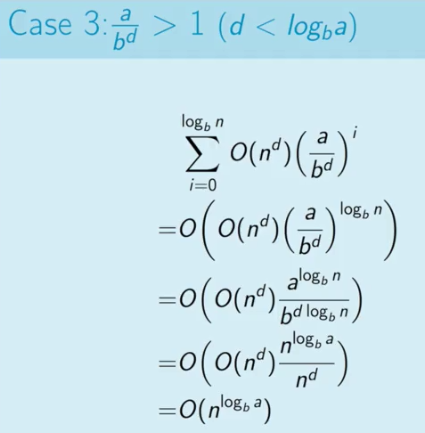 Case 3: \frac{a}{b^d} > 1 (d < log_b a)
\sum_{i=0}^{log_b n} O(n^d) \left( \frac{a}{b^d} \right)^i
= O \left( O(n^d) \left( \frac{a}{b^d} \right)^{log_b n} \right)
= O \left( O(n^d) \frac{a^{log_b n}}{b^{d log_b n}} \right)
= O \left( O(n^d) \frac{n^{log_b a}}{n^d} \right)
= O(n^{log_b a})